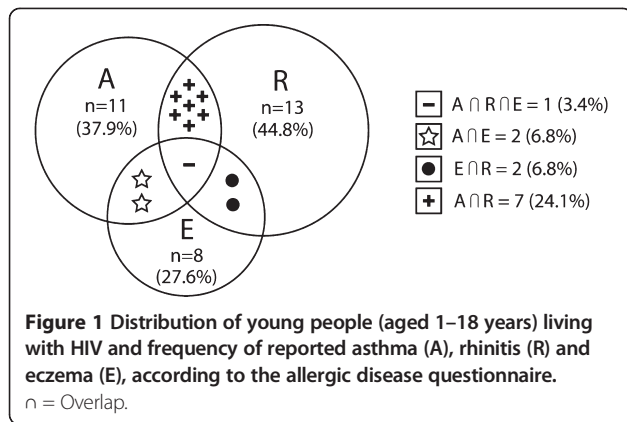 A
n=11
(37.9%)
R
n=13
(44.8%)
E
n=8
(27.6%)
A ∩ R ∩ E = 1 (3.4%)
A ∩ E = 2 (6.8%)
E ∩ R = 2 (6.8%)
A ∩ R = 7 (24.1%)
Figure 1 Distribution of young people (aged 1–18 years) living
with HIV and frequency of reported asthma (A), rhinitis (R) and
eczema (E), according to the allergic disease questionnaire.
∩ = Overlap.